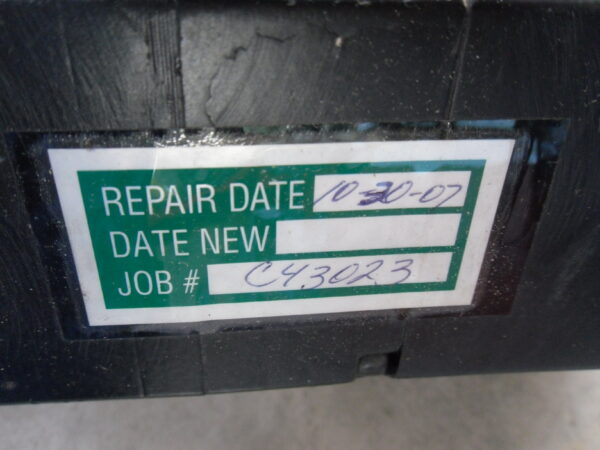 REPAIR DATE 10-30-07
DATE NEW
JOB # C43023